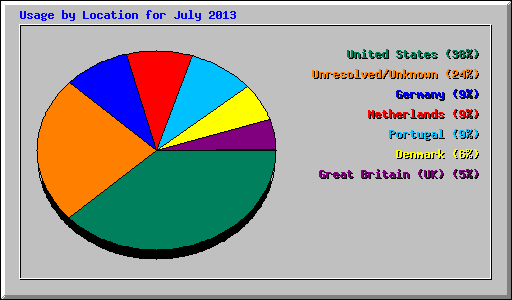 Usage by Location for July 2013
United States (38%)
Unresolved/Unknown (24%)
Germany (9%)
Netherlands (9%)
Portugal (9%)
Denmark (6%)
Great Britain (UK) (5%)